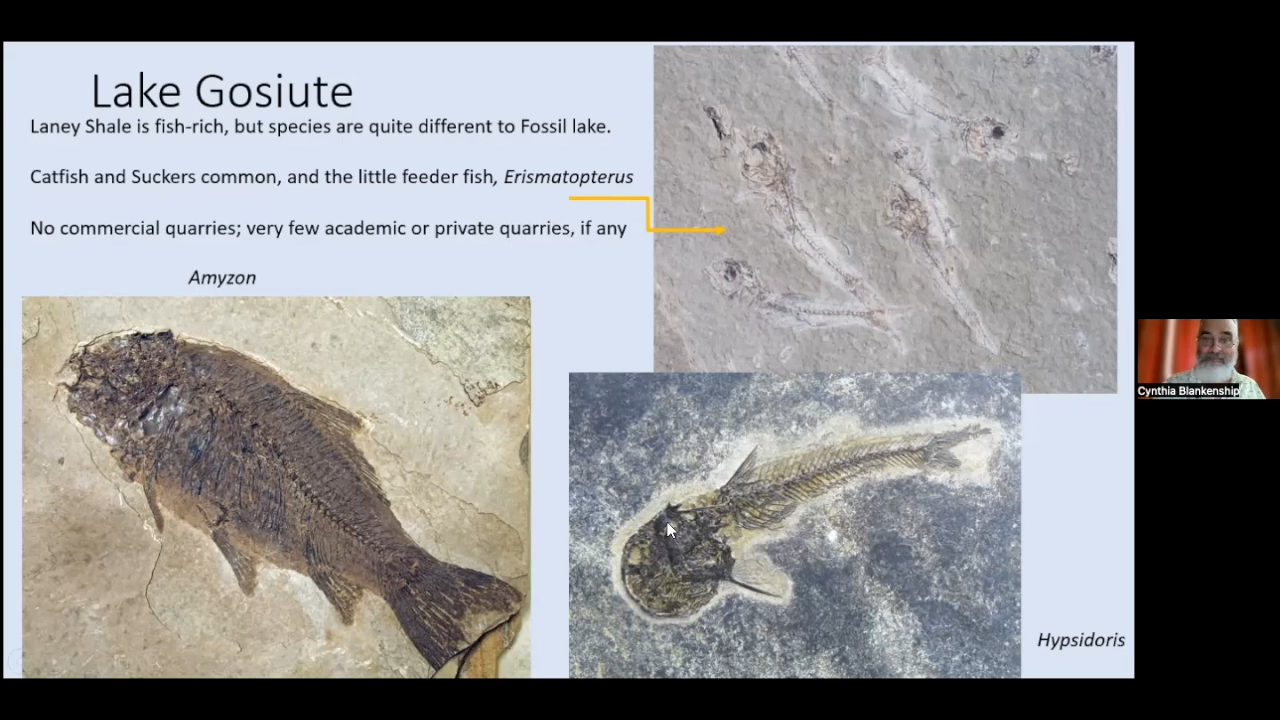 Lake Gosiute
Laney Shale is fish-rich, but species are quite different to Fossil lake.
Catfish and Suckers common, and the little feeder fish, Erismatopterus
No commercial quarries; very few academic or private quarries, if any
Amyzon
Cynthia Blankenship
Hypsidoris